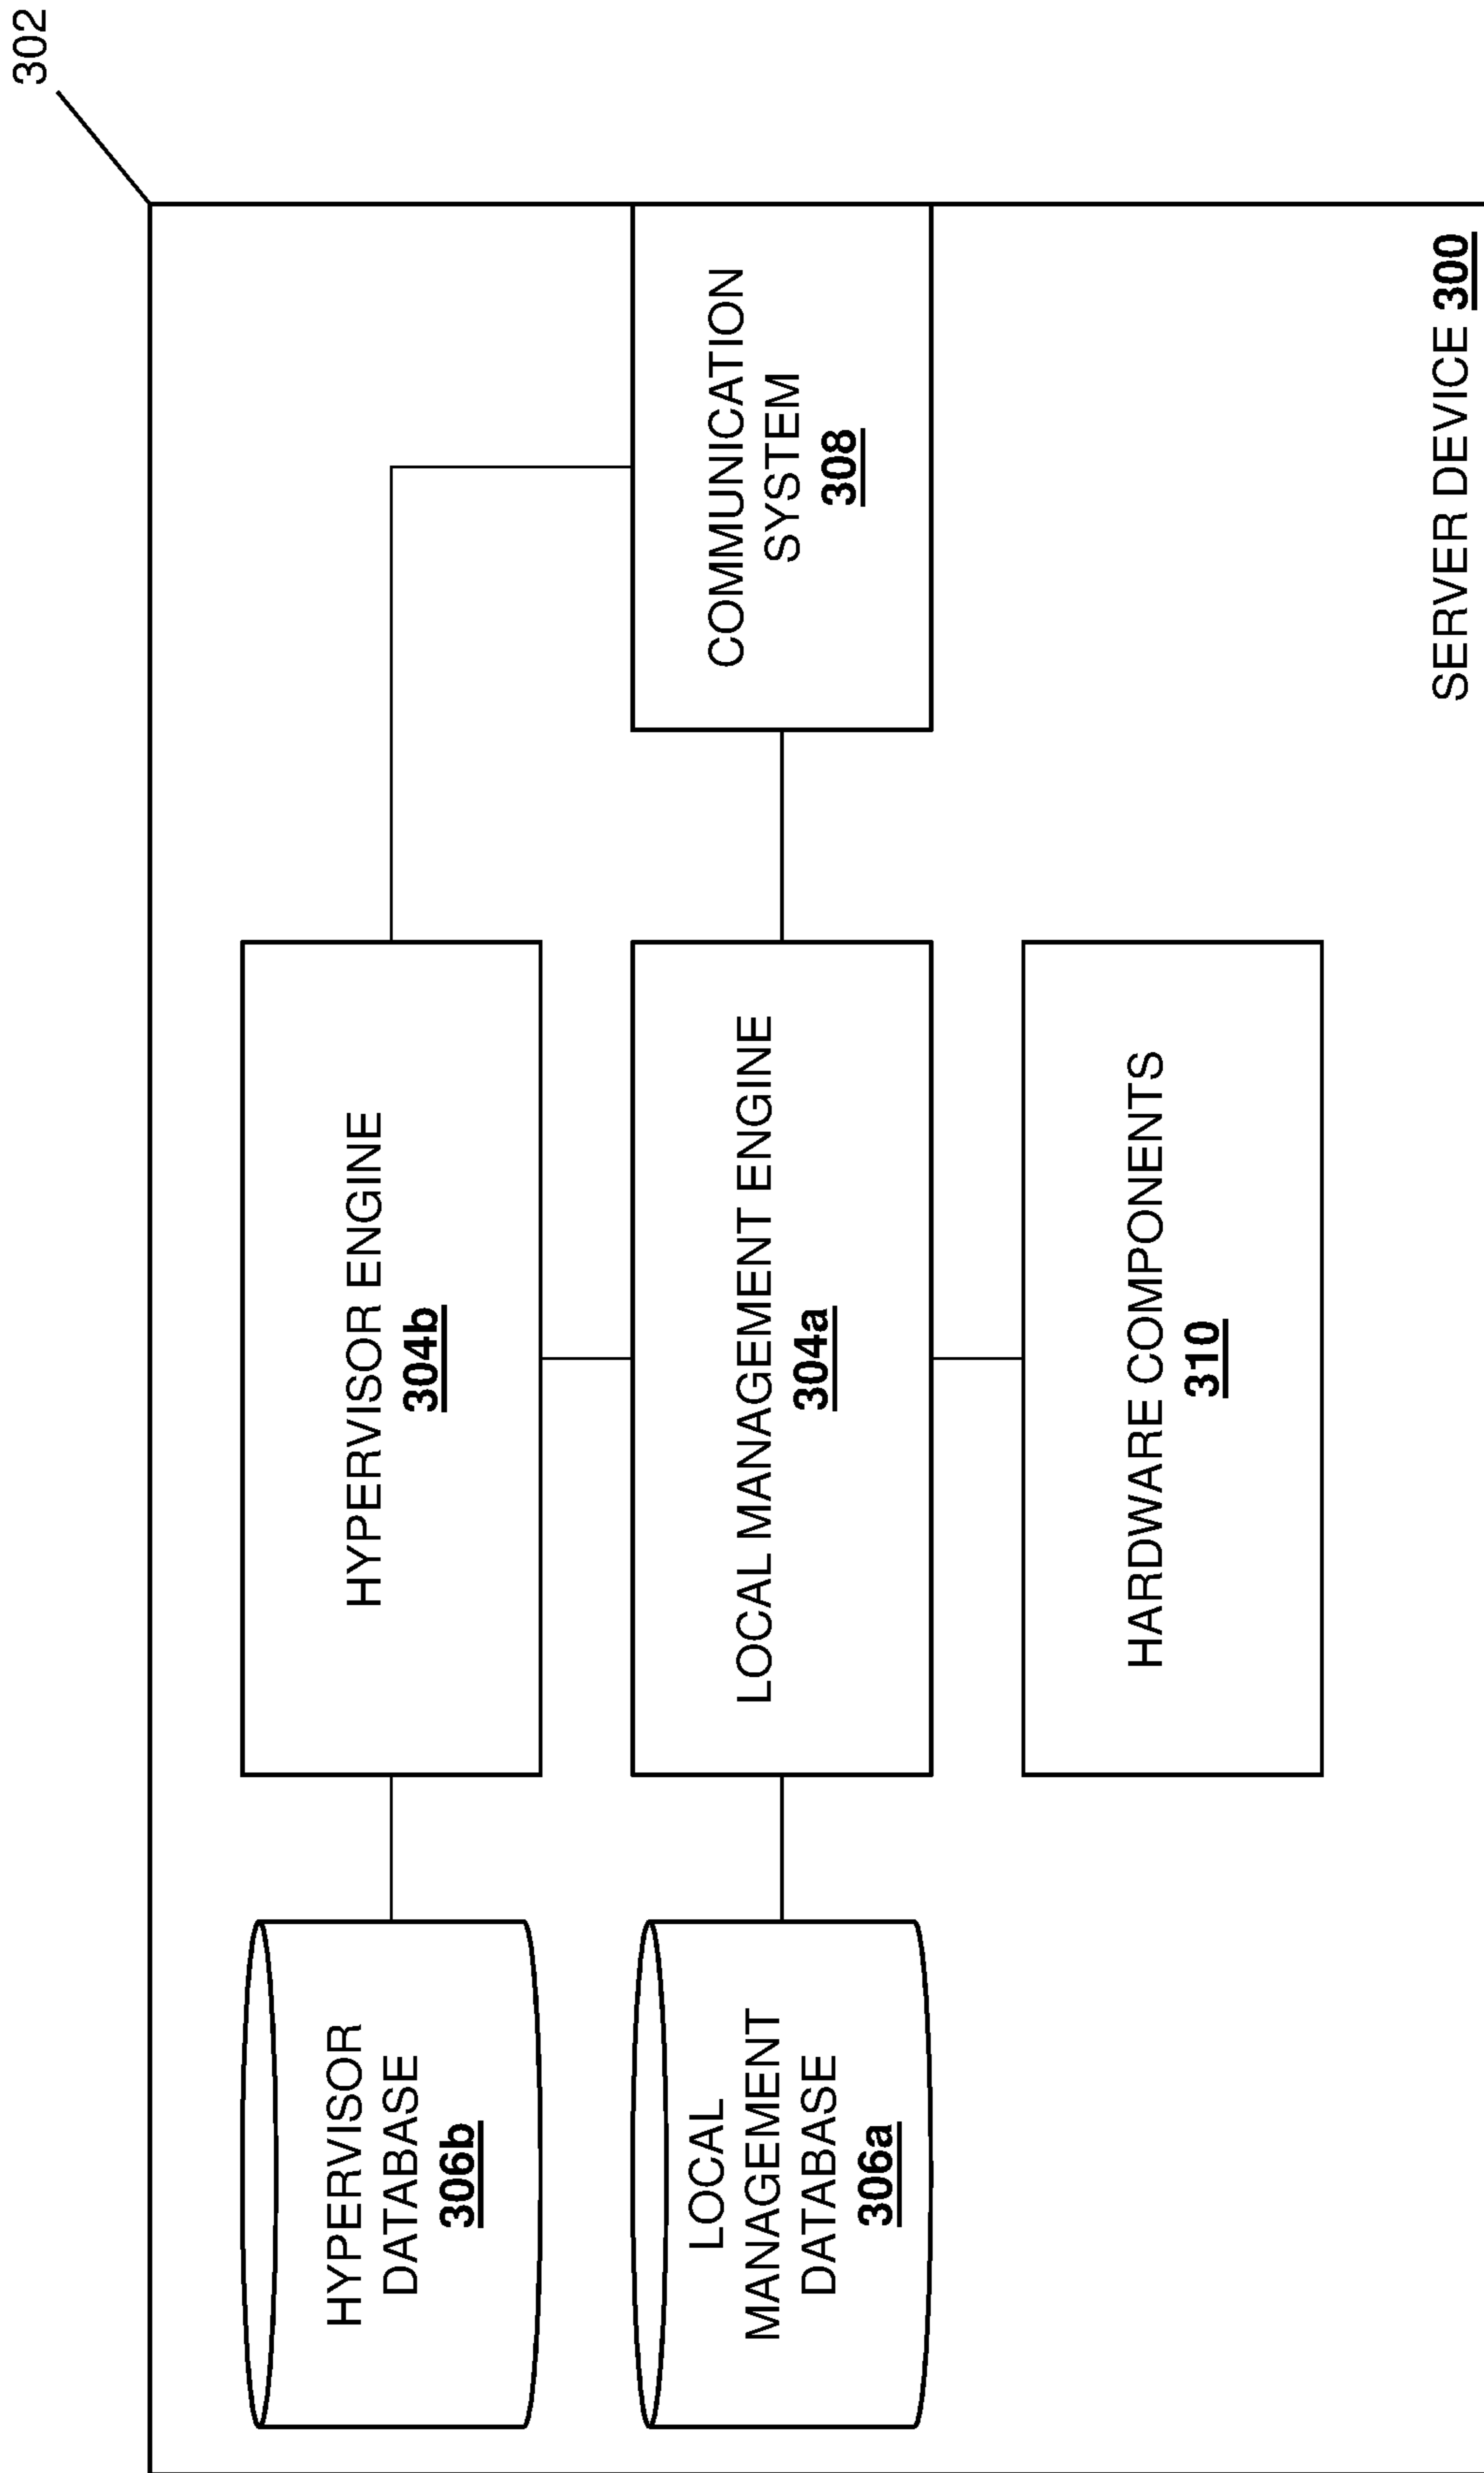 302
HYPERVISOR
DATABASE
306b
HYPERVISOR ENGINE
304b
LOCAL
MANAGEMENT
DATABASE
306a
LOCAL MANAGEMENT ENGINE
304a
COMMUNICATION
SYSTEM
308
HARDWARE COMPONENTS
310
SERVER DEVICE 300